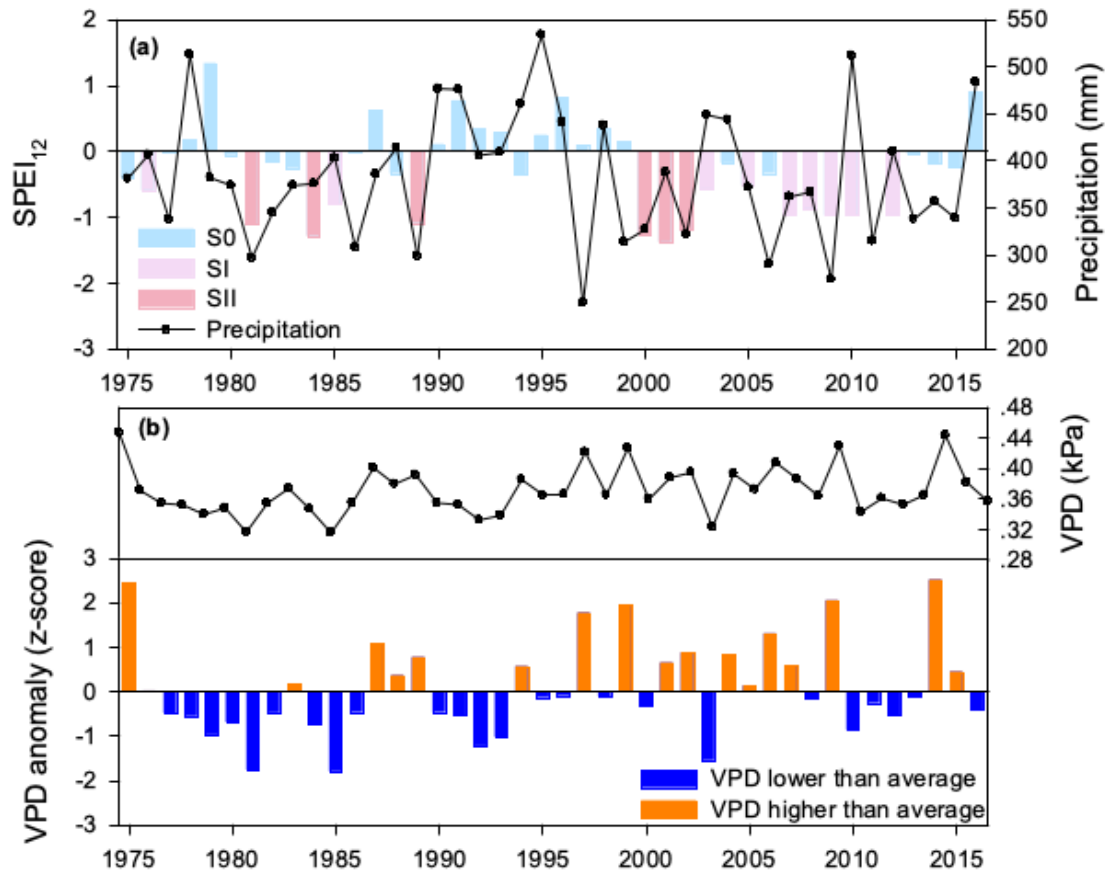 (a)
SPEI12
2
1
0
-1
-2
-3
Precipitation (mm)
550
500
450
400
350
300
250
200
S0
SI
SII
Precipitation
1975 1980 1985 1990 1995 2000 2005 2010 2015
(b)
VPD (kPa)
.48
.44
.40
.36
.32
.28
VPD anomaly (z-score)
3
2
1
0
-1
-2
-3
VPD lower than average
VPD higher than average
1975 1980 1985 1990 1995 2000 2005 2010 2015